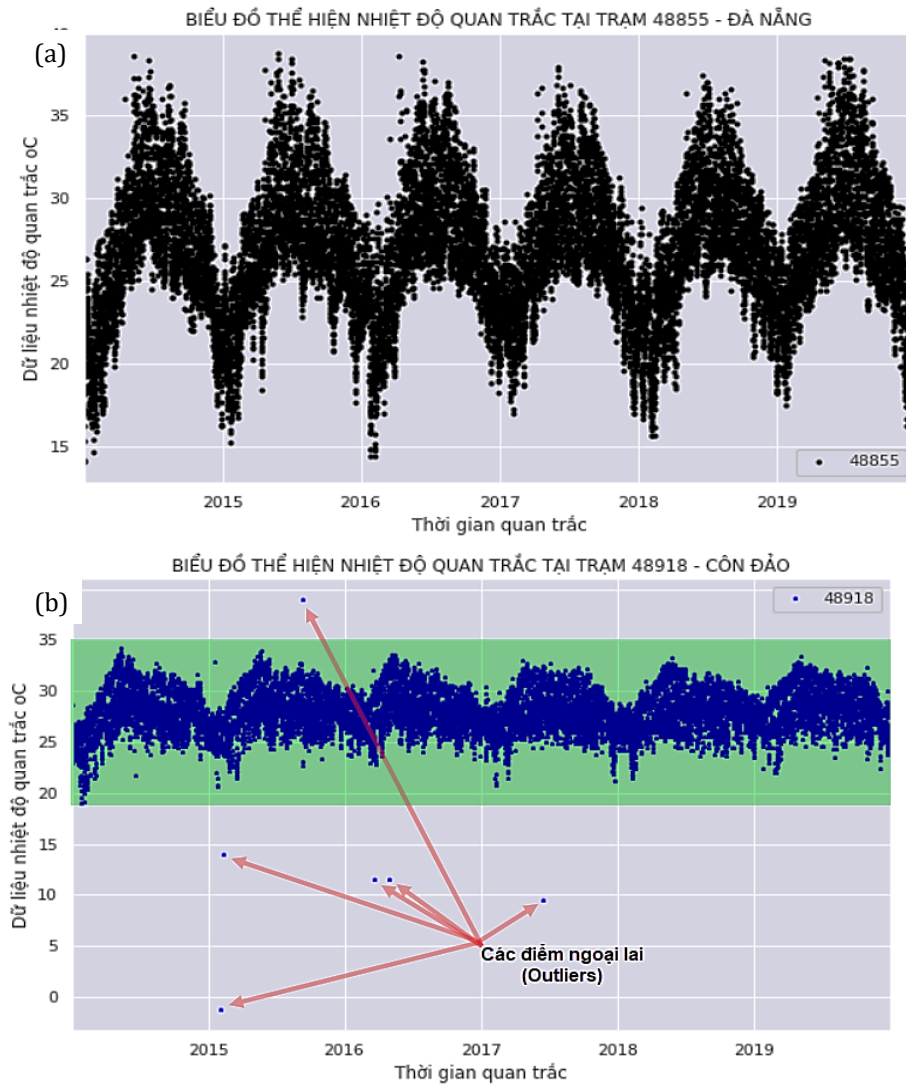 BIỂU ĐỒ THỂ HIỆN NHIỆT ĐỘ QUAN TRẮC TẠI TRẠM 48855 - ĐÀ NẴNG
(a)
35
30
25
20
15
Dữ liệu nhiệt độ quan trắc oC
48855
2015 2016 2017 2018 2019
Thời gian quan trắc
BIỂU ĐỒ THỂ HIỆN NHIỆT ĐỘ QUAN TRẮC TẠI TRẠM 48918 - CÔN ĐẢO
(b)
48918
35
30
25
20
15
10
5
0
Dữ liệu nhiệt độ quan trắc oC
Các điểm ngoại lai
(Outliers)
2015 2016 2017 2018 2019
Thời gian quan trắc